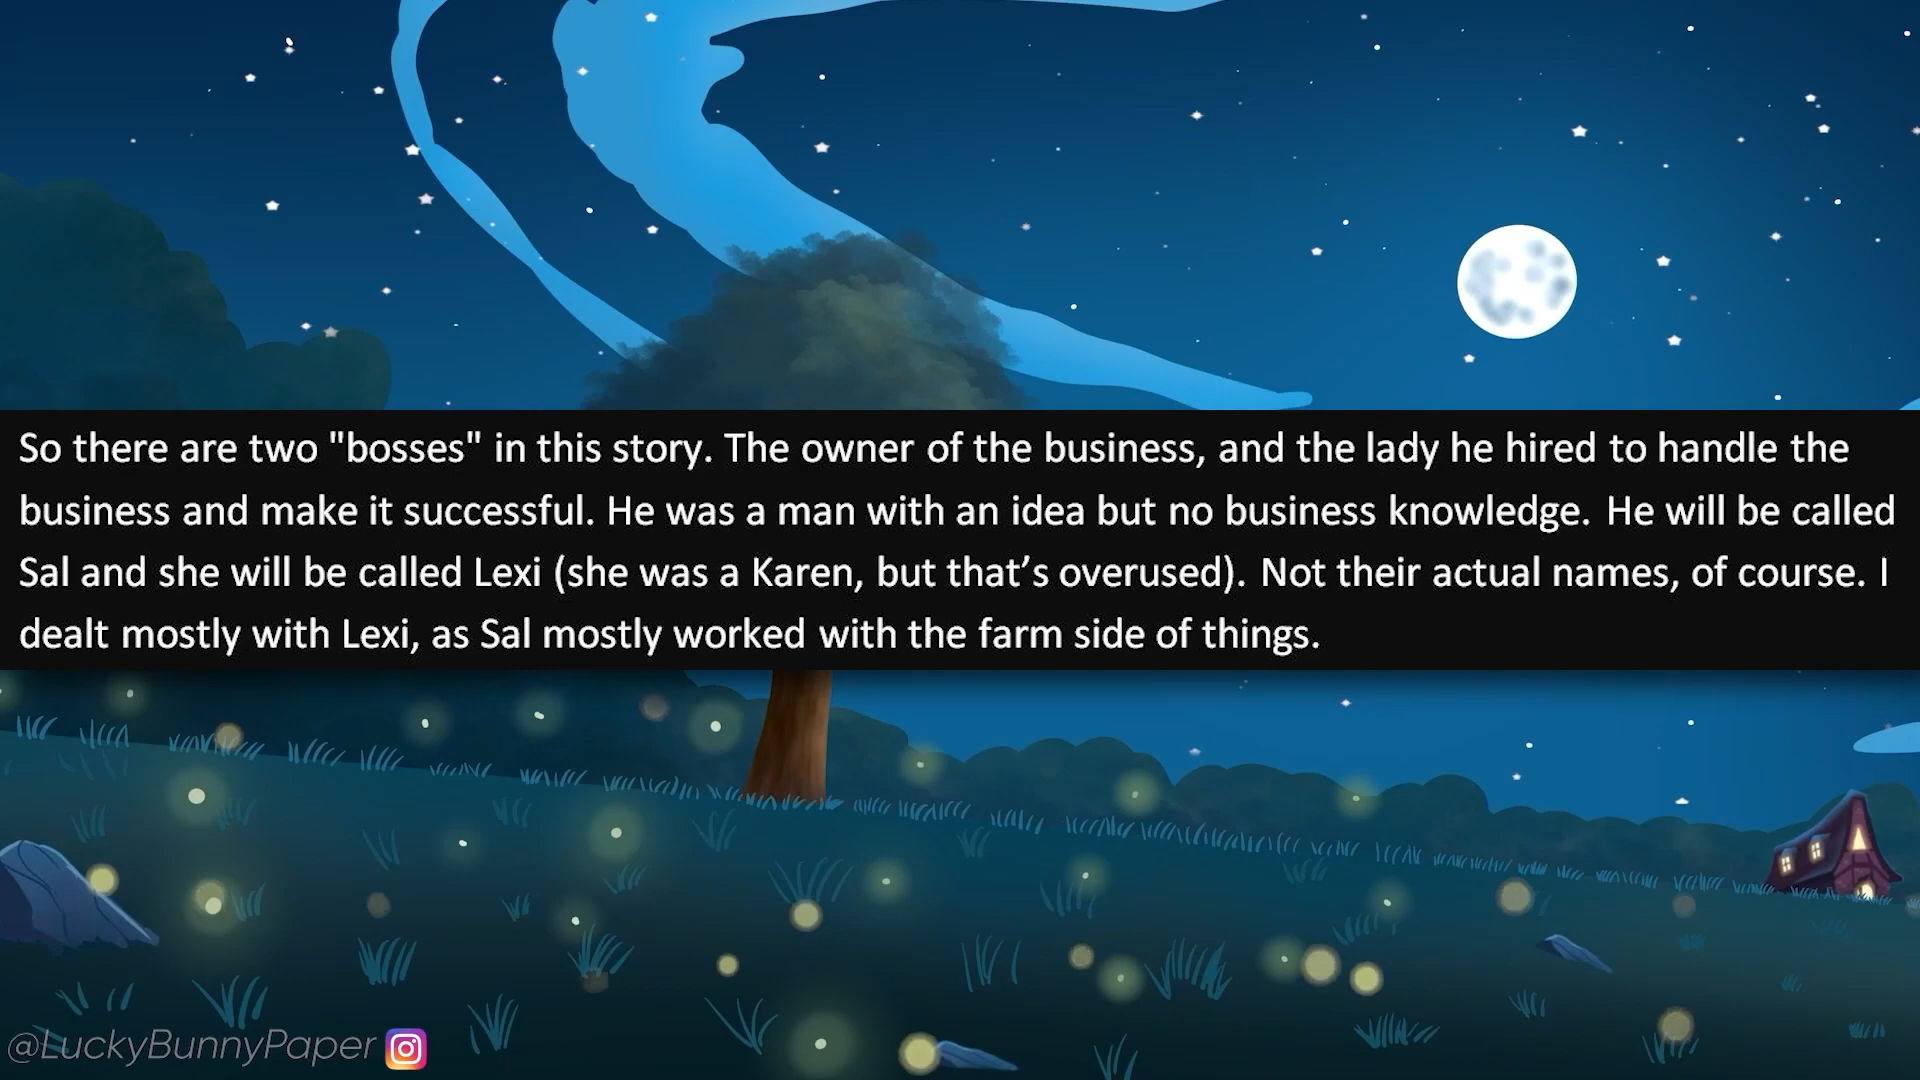 So there are two "bosses" in this story. The owner of the business, and the lady he hired to handle the
business and make it successful. He was a man with an idea but no business knowledge. He will be called
Sal and she will be called Lexi (she was a Karen, but that’s overused). Not their actual names, of course. I
dealt mostly with Lexi, as Sal mostly worked with the farm side of things.
@LuckyBunnyPaper